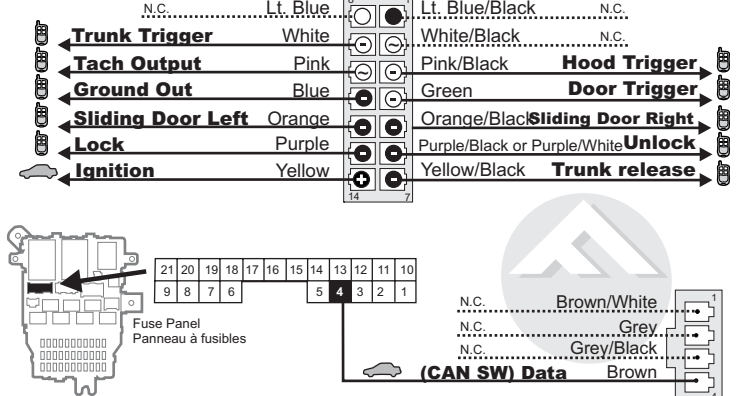 N.C. Lt. Blue 8 1 Lt. Blue/Black N.C.
Trunk Trigger White White/Black N.C.
Tach Output Pink Pink/Black Hood Trigger
Ground Out Blue Green Door Trigger
Sliding Door Left Orange Orange/Black Sliding Door Right
Lock Purple Purple/Black or Purple/White Unlock
Ignition Yellow Yellow/Black Trunk release
14 7
21 20 19 18 17 16 15 14 13 12 11 10
9 8 7 6 5 4 3 2 1
Fuse Panel
Panneau à fusibles
N.C. Brown/White 1
N.C. Grey
N.C. Grey/Black
(CAN SW) Data Brown
4